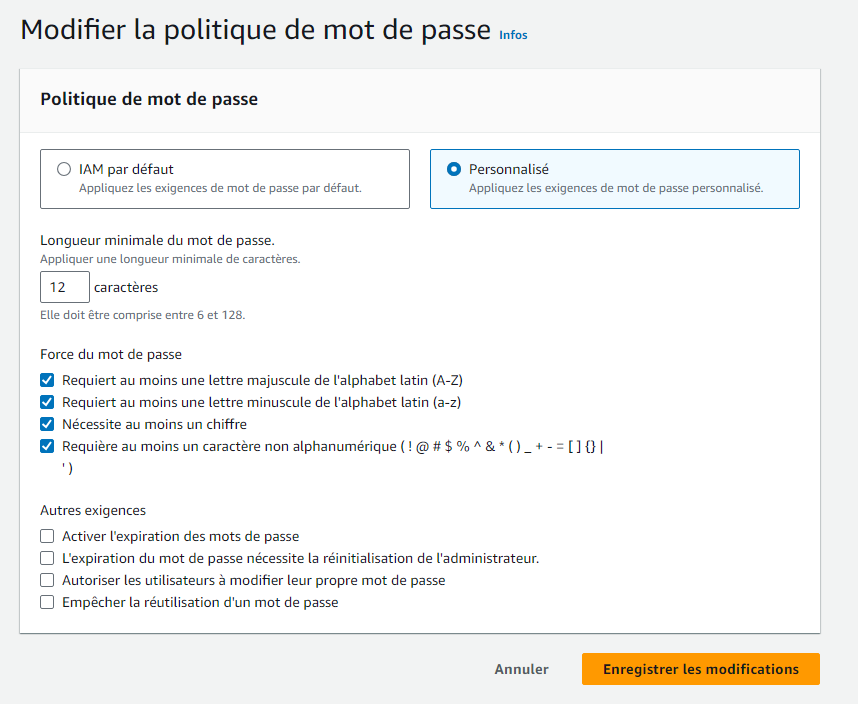 Modifier la politique de mot de passe Infos
Politique de mot de passe
IAM par défaut
Appliquez les exigences de mot de passe par défaut.
Personnalisé
Appliquez les exigences de mot de passe personnalisé.
Longueur minimale du mot de passe.
Appliquer une longueur minimale de caractères.
12 caractères
Elle doit être comprise entre 6 et 128.
Force du mot de passe
Requiert au moins une lettre majuscule de l'alphabet latin (A-Z)
Requiert au moins une lettre minuscule de l'alphabet latin (a-z)
Nécessite au moins un chiffre
Requière au moins un caractère non alphanumérique ( ! @ # $ % ^ & * ( ) _ + - = [ ] {} |
' )
Autres exigences
Activer l'expiration des mots de passe
L'expiration du mot de passe nécessite la réinitialisation de l'administrateur.
Autoriser les utilisateurs à modifier leur propre mot de passe
Empêcher la réutilisation d'un mot de passe
Annuler
Enregistrer les modifications